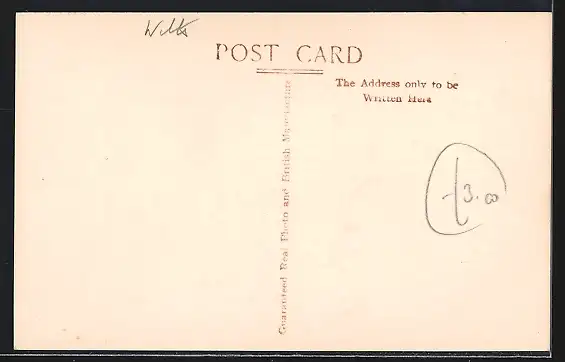 Wilts
POST CARD
The Address only to be
Written Here
Guaranteed Real Photo and British Manufacture
£3.00